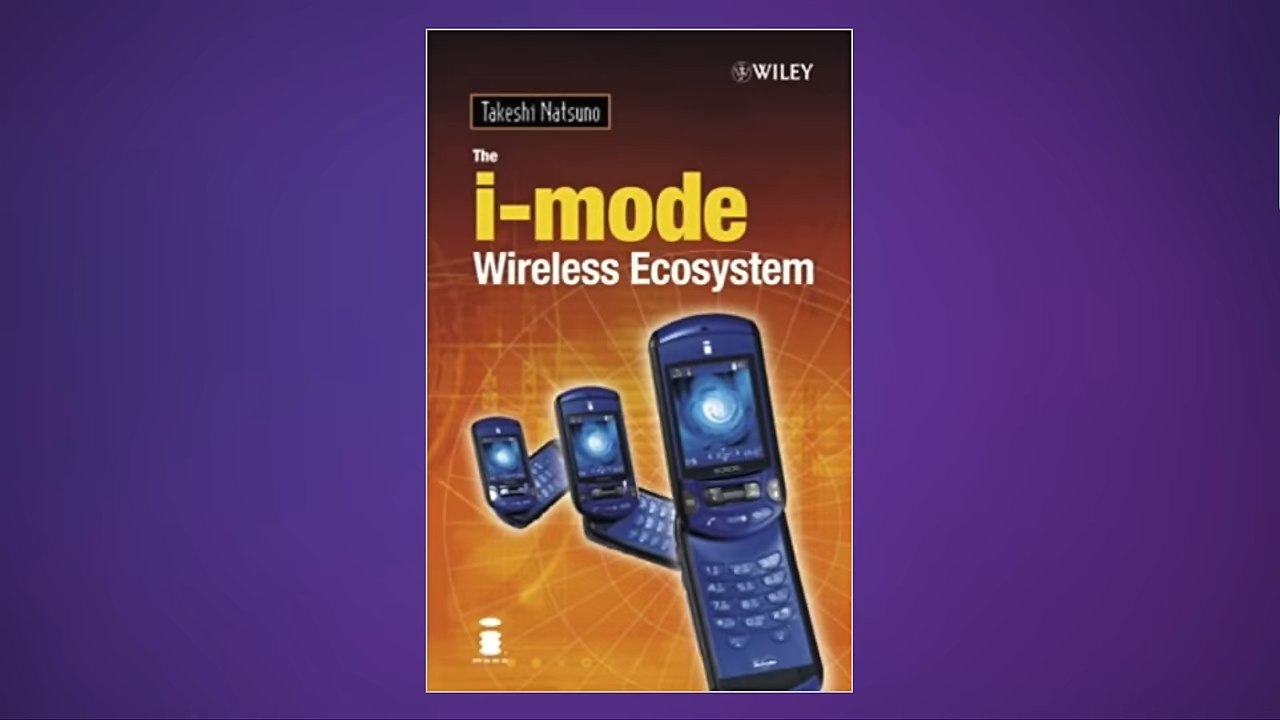 WILEY
Takeshi Natsuno
The
i-mode
Wireless Ecosystem